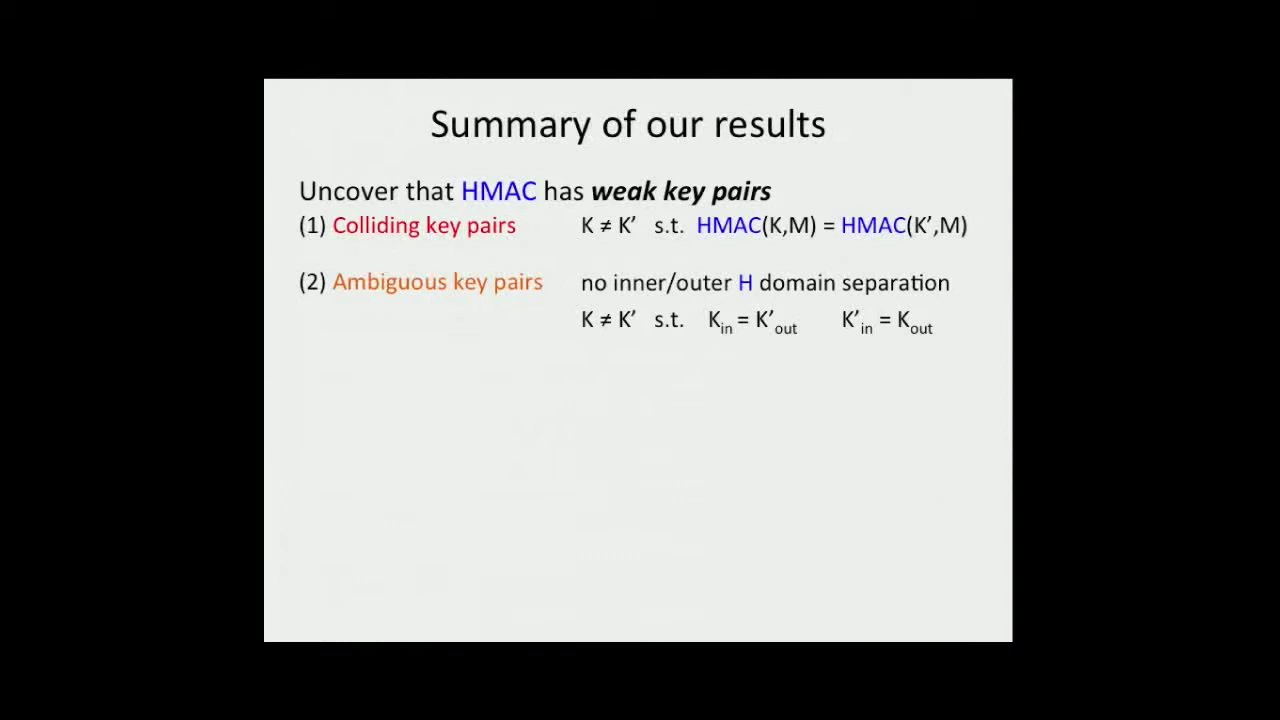 Summary of our results
Uncover that HMAC has weak key pairs
(1) Colliding key pairs K ≠ K’ s.t. HMAC(K,M) = HMAC(K’,M)
(2) Ambiguous key pairs no inner/outer H domain separation
K ≠ K’ s.t. Kin = K’out K’in = Kout